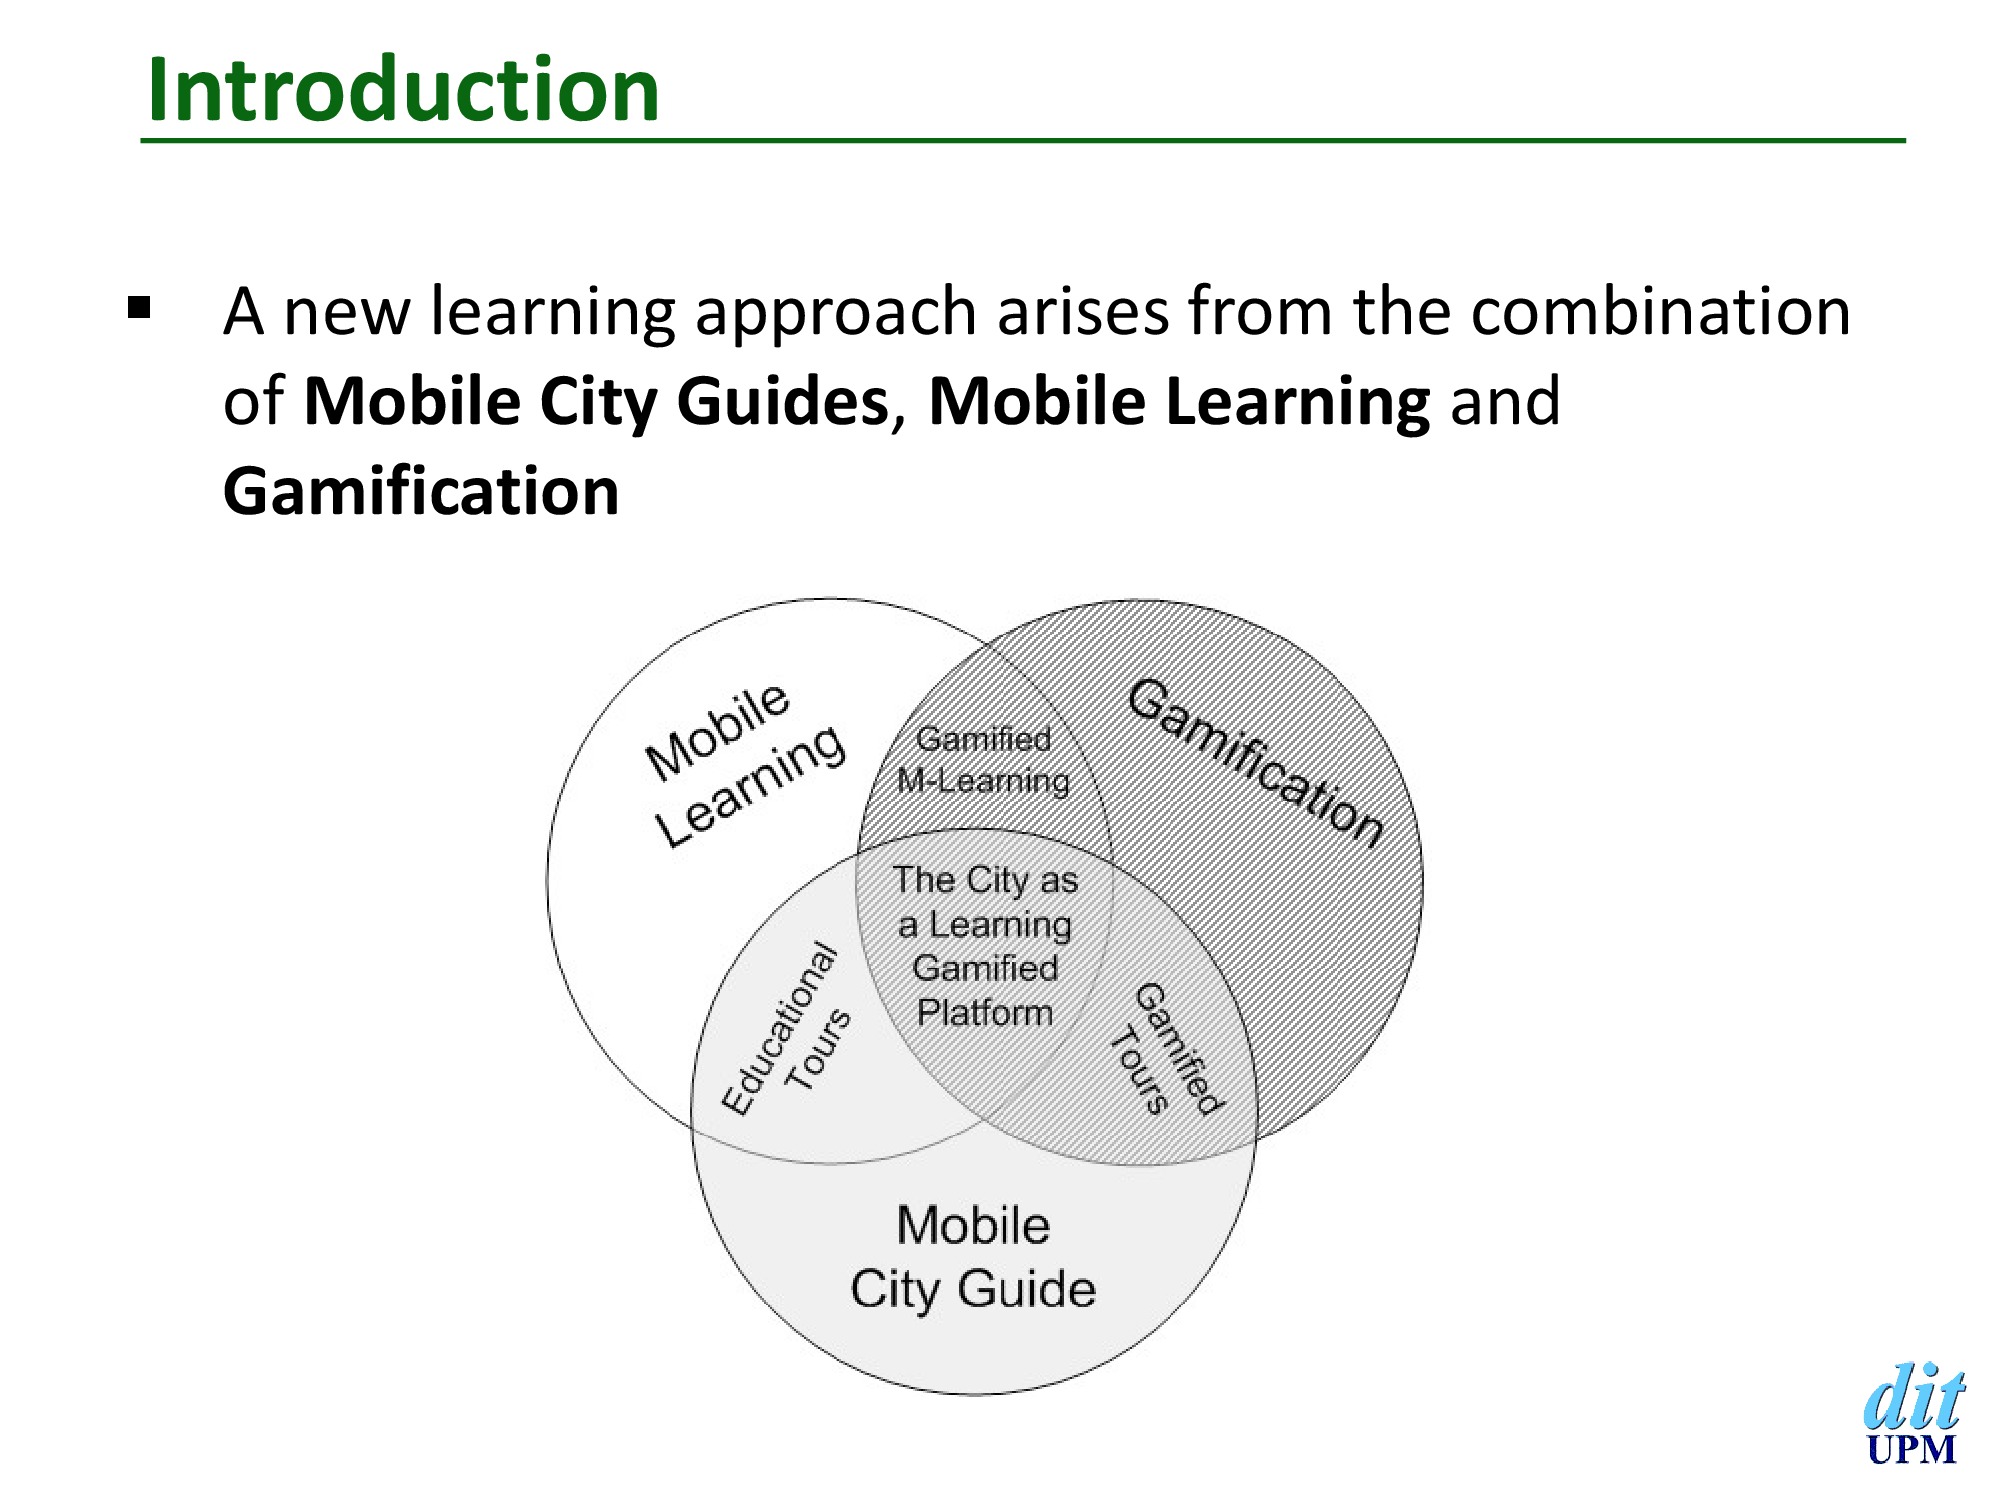 Introduction
▪ A new learning approach arises from the combination
of Mobile City Guides, Mobile Learning and
Gamification
Mobile
Learning
Gamification
Gamified
M-Learning
The City as
a Learning
Gamified
Platform
Educational
Tours
Gamified
Tours
Mobile
City Guide
dit
UPM